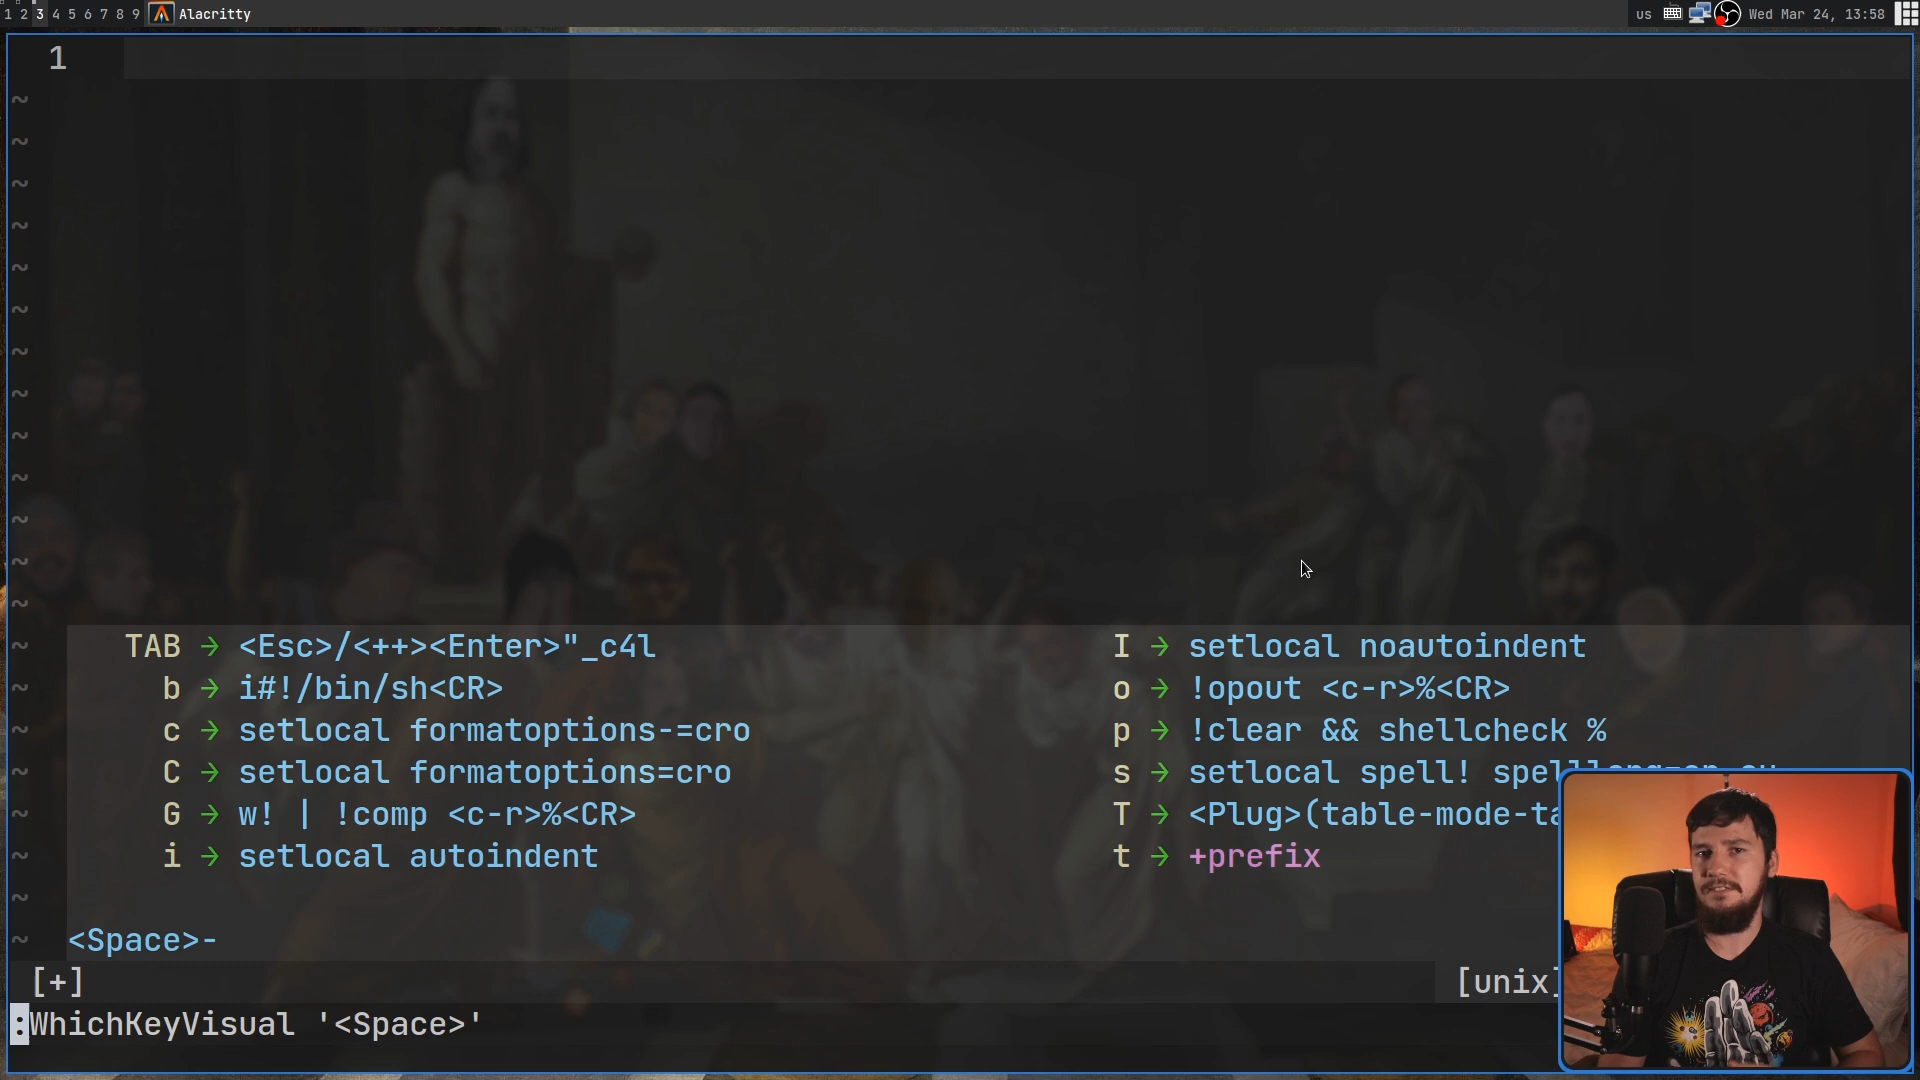 1 2 3 4 5 6 7 8 9 Alacritty us Wed Mar 24, 13:58
1
~
~
~
~
~
~
~
~
~
~
~
~
~
~ TAB → <Esc>/<++><Enter>"_c4l I → setlocal noautoindent
~ b → i#!/bin/sh<CR> o → !opout <c-r>%<CR>
~ c → setlocal formatoptions-=cro p → !clear && shellcheck %
~ C → setlocal formatoptions=cro s → setlocal spell!
~ G → w! | !comp <c-r>%<CR> T → <Plug>(table-mode-ta
~ i → setlocal autoindent t → +prefix
~
~ <Space>-
[+] [unix]
:WhichKeyVisual '<Space>'